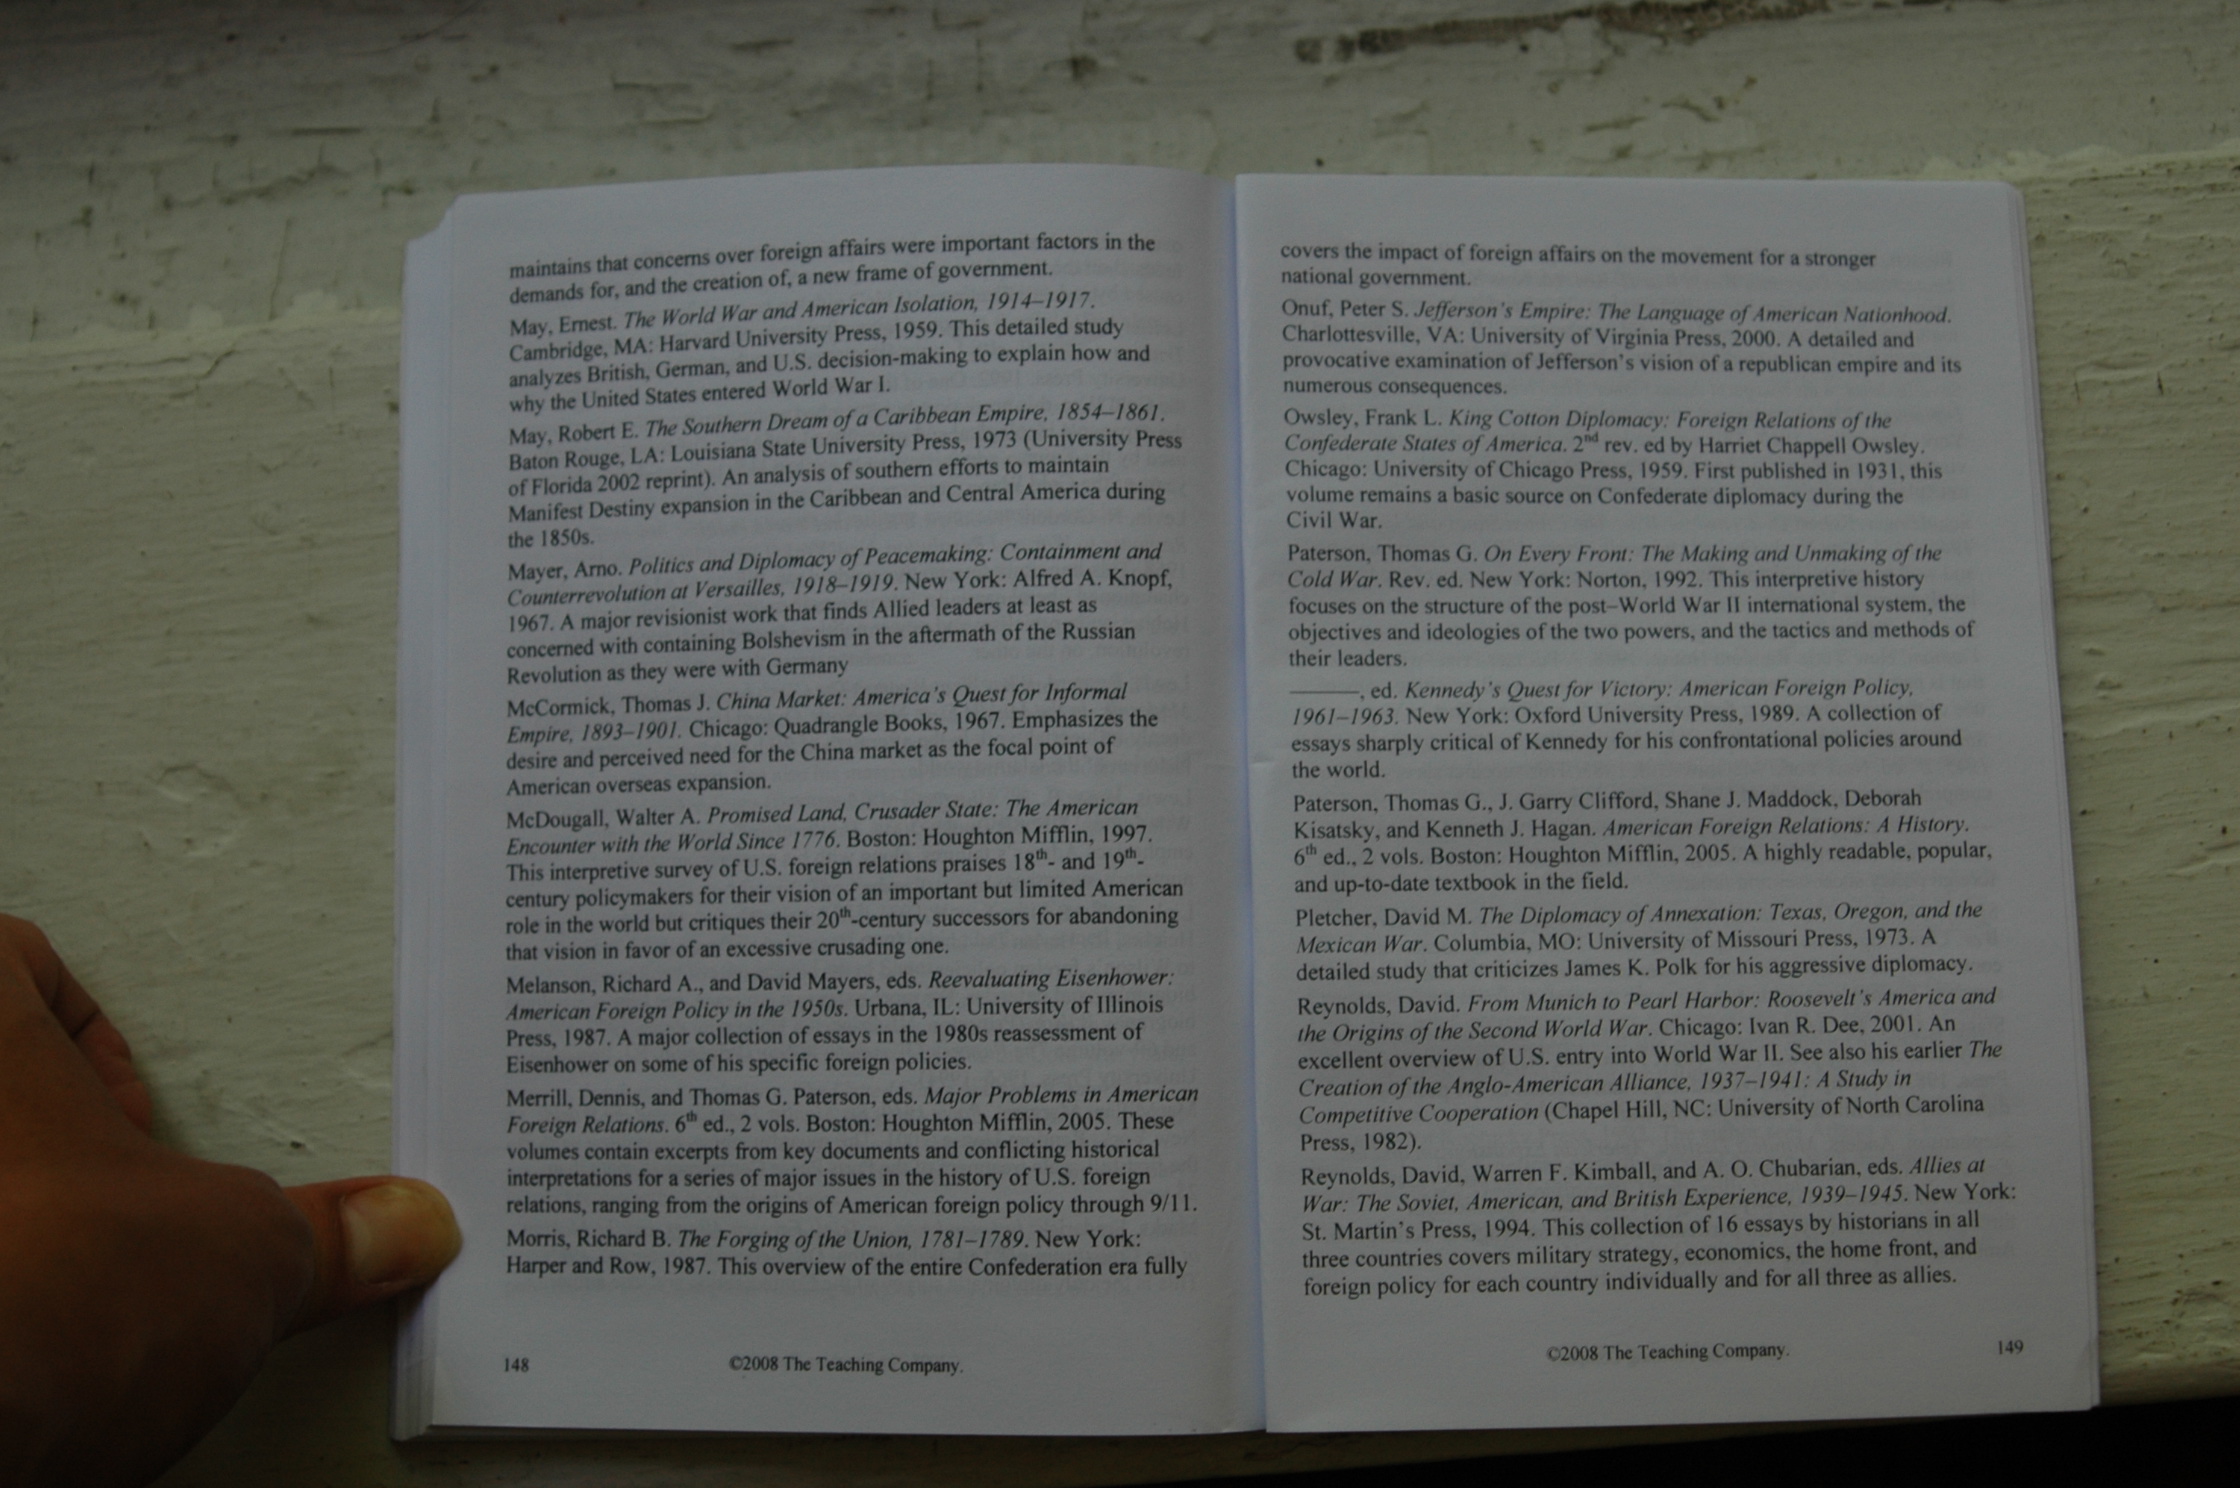 maintains that concerns over foreign affairs were important factors in the
demands for, and the creation of, a new frame of government.
May, Ernest. The World War and American Isolation, 1914–1917.
Cambridge, MA: Harvard University Press, 1959. This detailed study
analyzes British, German, and U.S. decision-making to explain how and
why the United States entered World War I.
May, Robert E. The Southern Dream of a Caribbean Empire, 1854–1861.
Baton Rouge, LA: Louisiana State University Press, 1973 (University Press
of Florida 2002 reprint). An analysis of southern efforts to maintain
Manifest Destiny expansion in the Caribbean and Central America during
the 1850s.
Mayer, Arno. Politics and Diplomacy of Peacemaking: Containment and
Counterrevolution at Versailles, 1918–1919. New York: Alfred A. Knopf,
1967. A major revisionist work that finds Allied leaders at least as
concerned with containing Bolshevism in the aftermath of the Russian
Revolution as they were with Germany
McCormick, Thomas J. China Market: America's Quest for Informal
Empire, 1893–1901. Chicago: Quadrangle Books, 1967. Emphasizes the
desire and perceived need for the China market as the focal point of
American overseas expansion.
McDougall, Walter A. Promised Land, Crusader State: The American
Encounter with the World Since 1776. Boston: Houghton Mifflin, 1997.
This interpretive survey of U.S. foreign relations praises 18th- and 19th-
century policymakers for their vision of an important but limited American
role in the world but critiques their 20th-century successors for abandoning
that vision in favor of an excessive crusading one.
Melanson, Richard A., and David Mayers, eds. Reevaluating Eisenhower:
American Foreign Policy in the 1950s. Urbana, IL: University of Illinois
Press, 1987. A major collection of essays in the 1980s reassessment of
Eisenhower on some of his specific foreign policies.
Merrill, Dennis, and Thomas G. Paterson, eds. Major Problems in American
Foreign Relations. 6th ed., 2 vols. Boston: Houghton Mifflin, 2005. These
volumes contain excerpts from key documents and conflicting historical
interpretations for a series of major issues in the history of U.S. foreign
relations, ranging from the origins of American foreign policy through 9/11.
Morris, Richard B. The Forging of the Union, 1781–1789. New York:
Harper and Row, 1987. This overview of the entire Confederation era fully
148 ©2008 The Teaching Company.
covers the impact of foreign affairs on the movement for a stronger
national government.
Onuf, Peter S. Jefferson's Empire: The Language of American Nationhood.
Charlottesville, VA: University of Virginia Press, 2000. A detailed and
provocative examination of Jefferson's vision of a republican empire and its
numerous consequences.
Owsley, Frank L. King Cotton Diplomacy: Foreign Relations of the
Confederate States of America. 2nd rev. ed by Harriet Chappell Owsley.
Chicago: University of Chicago Press, 1959. First published in 1931, this
volume remains a basic source on Confederate diplomacy during the
Civil War.
Paterson, Thomas G. On Every Front: The Making and Unmaking of the
Cold War. Rev. ed. New York: Norton, 1992. This interpretive history
focuses on the structure of the post–World War II international system, the
objectives and ideologies of the two powers, and the tactics and methods of
their leaders.
———, ed. Kennedy's Quest for Victory: American Foreign Policy,
1961–1963. New York: Oxford University Press, 1989. A collection of
essays sharply critical of Kennedy for his confrontational policies around
the world.
Paterson, Thomas G., J. Garry Clifford, Shane J. Maddock, Deborah
Kisatsky, and Kenneth J. Hagan. American Foreign Relations: A History.
6th ed., 2 vols. Boston: Houghton Mifflin, 2005. A highly readable, popular,
and up-to-date textbook in the field.
Pletcher, David M. The Diplomacy of Annexation: Texas, Oregon, and the
Mexican War. Columbia, MO: University of Missouri Press, 1973. A
detailed study that criticizes James K. Polk for his aggressive diplomacy.
Reynolds, David. From Munich to Pearl Harbor: Roosevelt's America and
the Origins of the Second World War. Chicago: Ivan R. Dee, 2001. An
excellent overview of U.S. entry into World War II. See also his earlier The
Creation of the Anglo-American Alliance, 1937–1941: A Study in
Competitive Cooperation (Chapel Hill, NC: University of North Carolina
Press, 1982).
Reynolds, David, Warren F. Kimball, and A. O. Chubarian, eds. Allies at
War: The Soviet, American, and British Experience, 1939–1945. New York:
St. Martin's Press, 1994. This collection of 16 essays by historians in all
three countries covers military strategy, economics, the home front, and
foreign policy for each country individually and for all three as allies.
©2008 The Teaching Company. 149